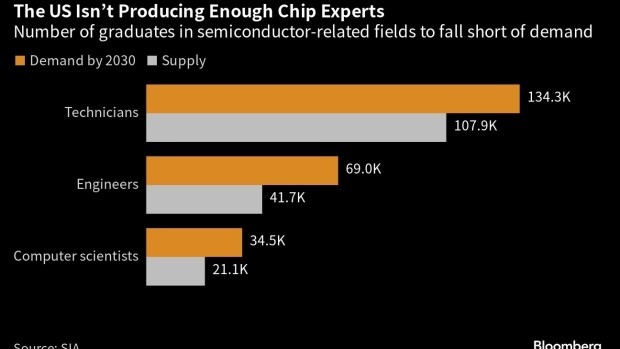 The US Isn't Producing Enough Chip Experts
Number of graduates in semiconductor-related fields to fall short of demand
Demand by 2030 Supply
Technicians
134.3K
107.9K
Engineers
69.0K
41.7K
Computer scientists
34.5K
21.1K
Source: SIA
Bloomberg